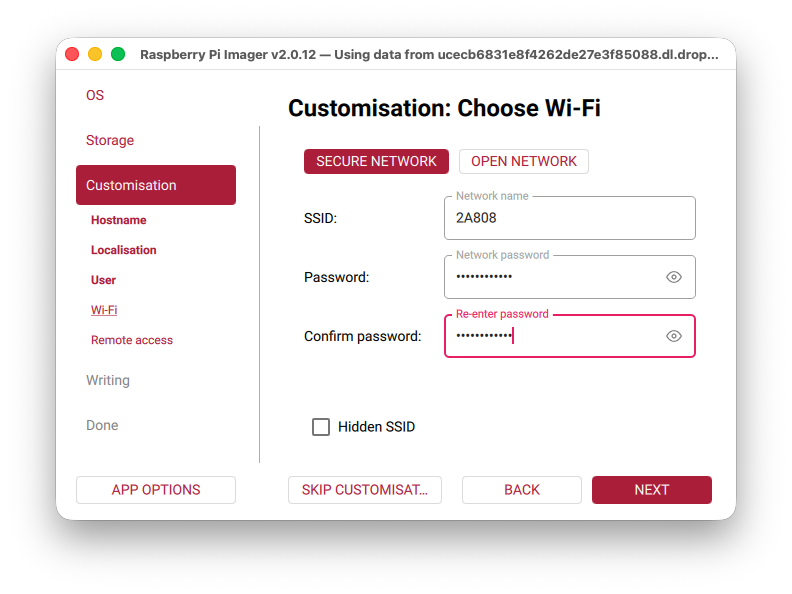 Raspberry Pi Imager v2.0.12 — Using data from ucecb6831e8f4262de27e3f85088.dl.drop...
OS
Storage
Customisation
Hostname
Localisation
User
Wi-Fi
Remote access
Writing
Done
APP OPTIONS
Customisation: Choose Wi-Fi
SECURE NETWORK
OPEN NETWORK
Network name
SSID:
2A808
Network password
Password:
••••••••••••
Re-enter password
Confirm password:
••••••••••••
Hidden SSID
SKIP CUSTOMISAT...
BACK
NEXT